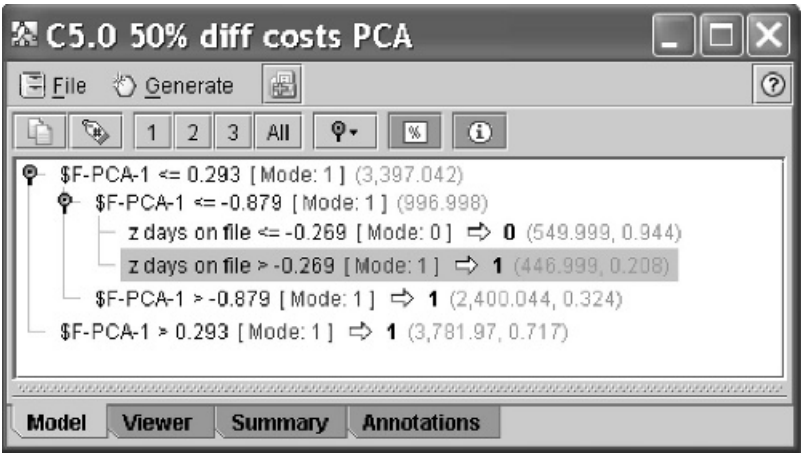 C5.0 50% diff costs PCA
File Generate
1 2 3 All %
$F-PCA-1 <= 0.293 [Mode: 1] (3,397.042)
$F-PCA-1 <= -0.879 [Mode: 1] (996.998)
z days on file <= -0.269 [Mode: 0] ⇨ 0 (549.999, 0.944)
z days on file > -0.269 [Mode: 1] ⇨ 1 (446.999, 0.208)
$F-PCA-1 > -0.879 [Mode: 1] ⇨ 1 (2,400.044, 0.324)
$F-PCA-1 > 0.293 [Mode: 1] ⇨ 1 (3,781.97, 0.717)
Model Viewer Summary Annotations